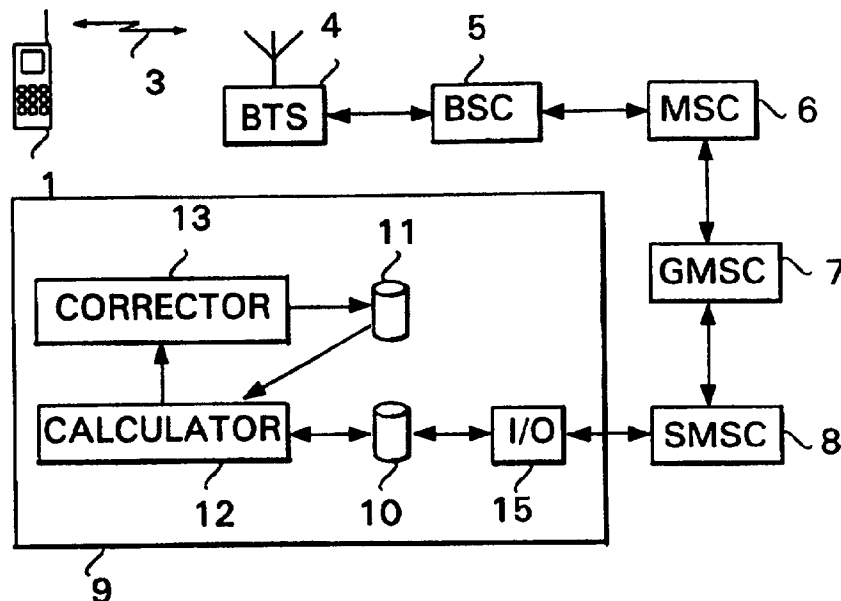 5
4
3
BTS
BSC
MSC
6
1
13
11
CORRECTOR
GMSC
7
CALCULATOR
I/O
SMSC
8
12
10
15
9